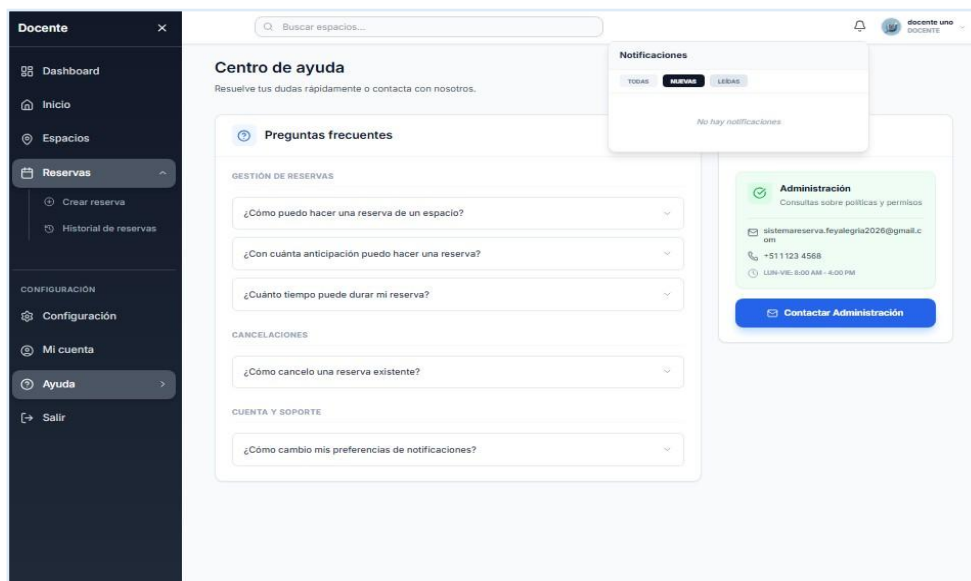 Docente
Dashboard
Inicio
Espacios
Reservas
Crear reserva
Historial de reservas
CONFIGURACIÓN
Configuración
Mi cuenta
Ayuda
Salir
Buscar espacios...
docente uno
DOCENTE
Centro de ayuda
Resuelve tus dudas rápidamente o contacta con nosotros.
Notificaciones
TODAS NUEVAS LEÍDAS
No hay notificaciones
Preguntas frecuentes
GESTIÓN DE RESERVAS
¿Cómo puedo hacer una reserva de un espacio?
¿Con cuánta anticipación puedo hacer una reserva?
¿Cuánto tiempo puede durar mi reserva?
CANCELACIONES
¿Cómo cancelo una reserva existente?
CUENTA Y SOPORTE
¿Cómo cambio mis preferencias de notificaciones?
Administración
Consultas sobre políticas y permisos
sistemareserva.feyalegria2026@gmail.c
om
+51 1 123 4568
LUN-VIE: 8:00 AM - 4:00 PM
Contactar Administración